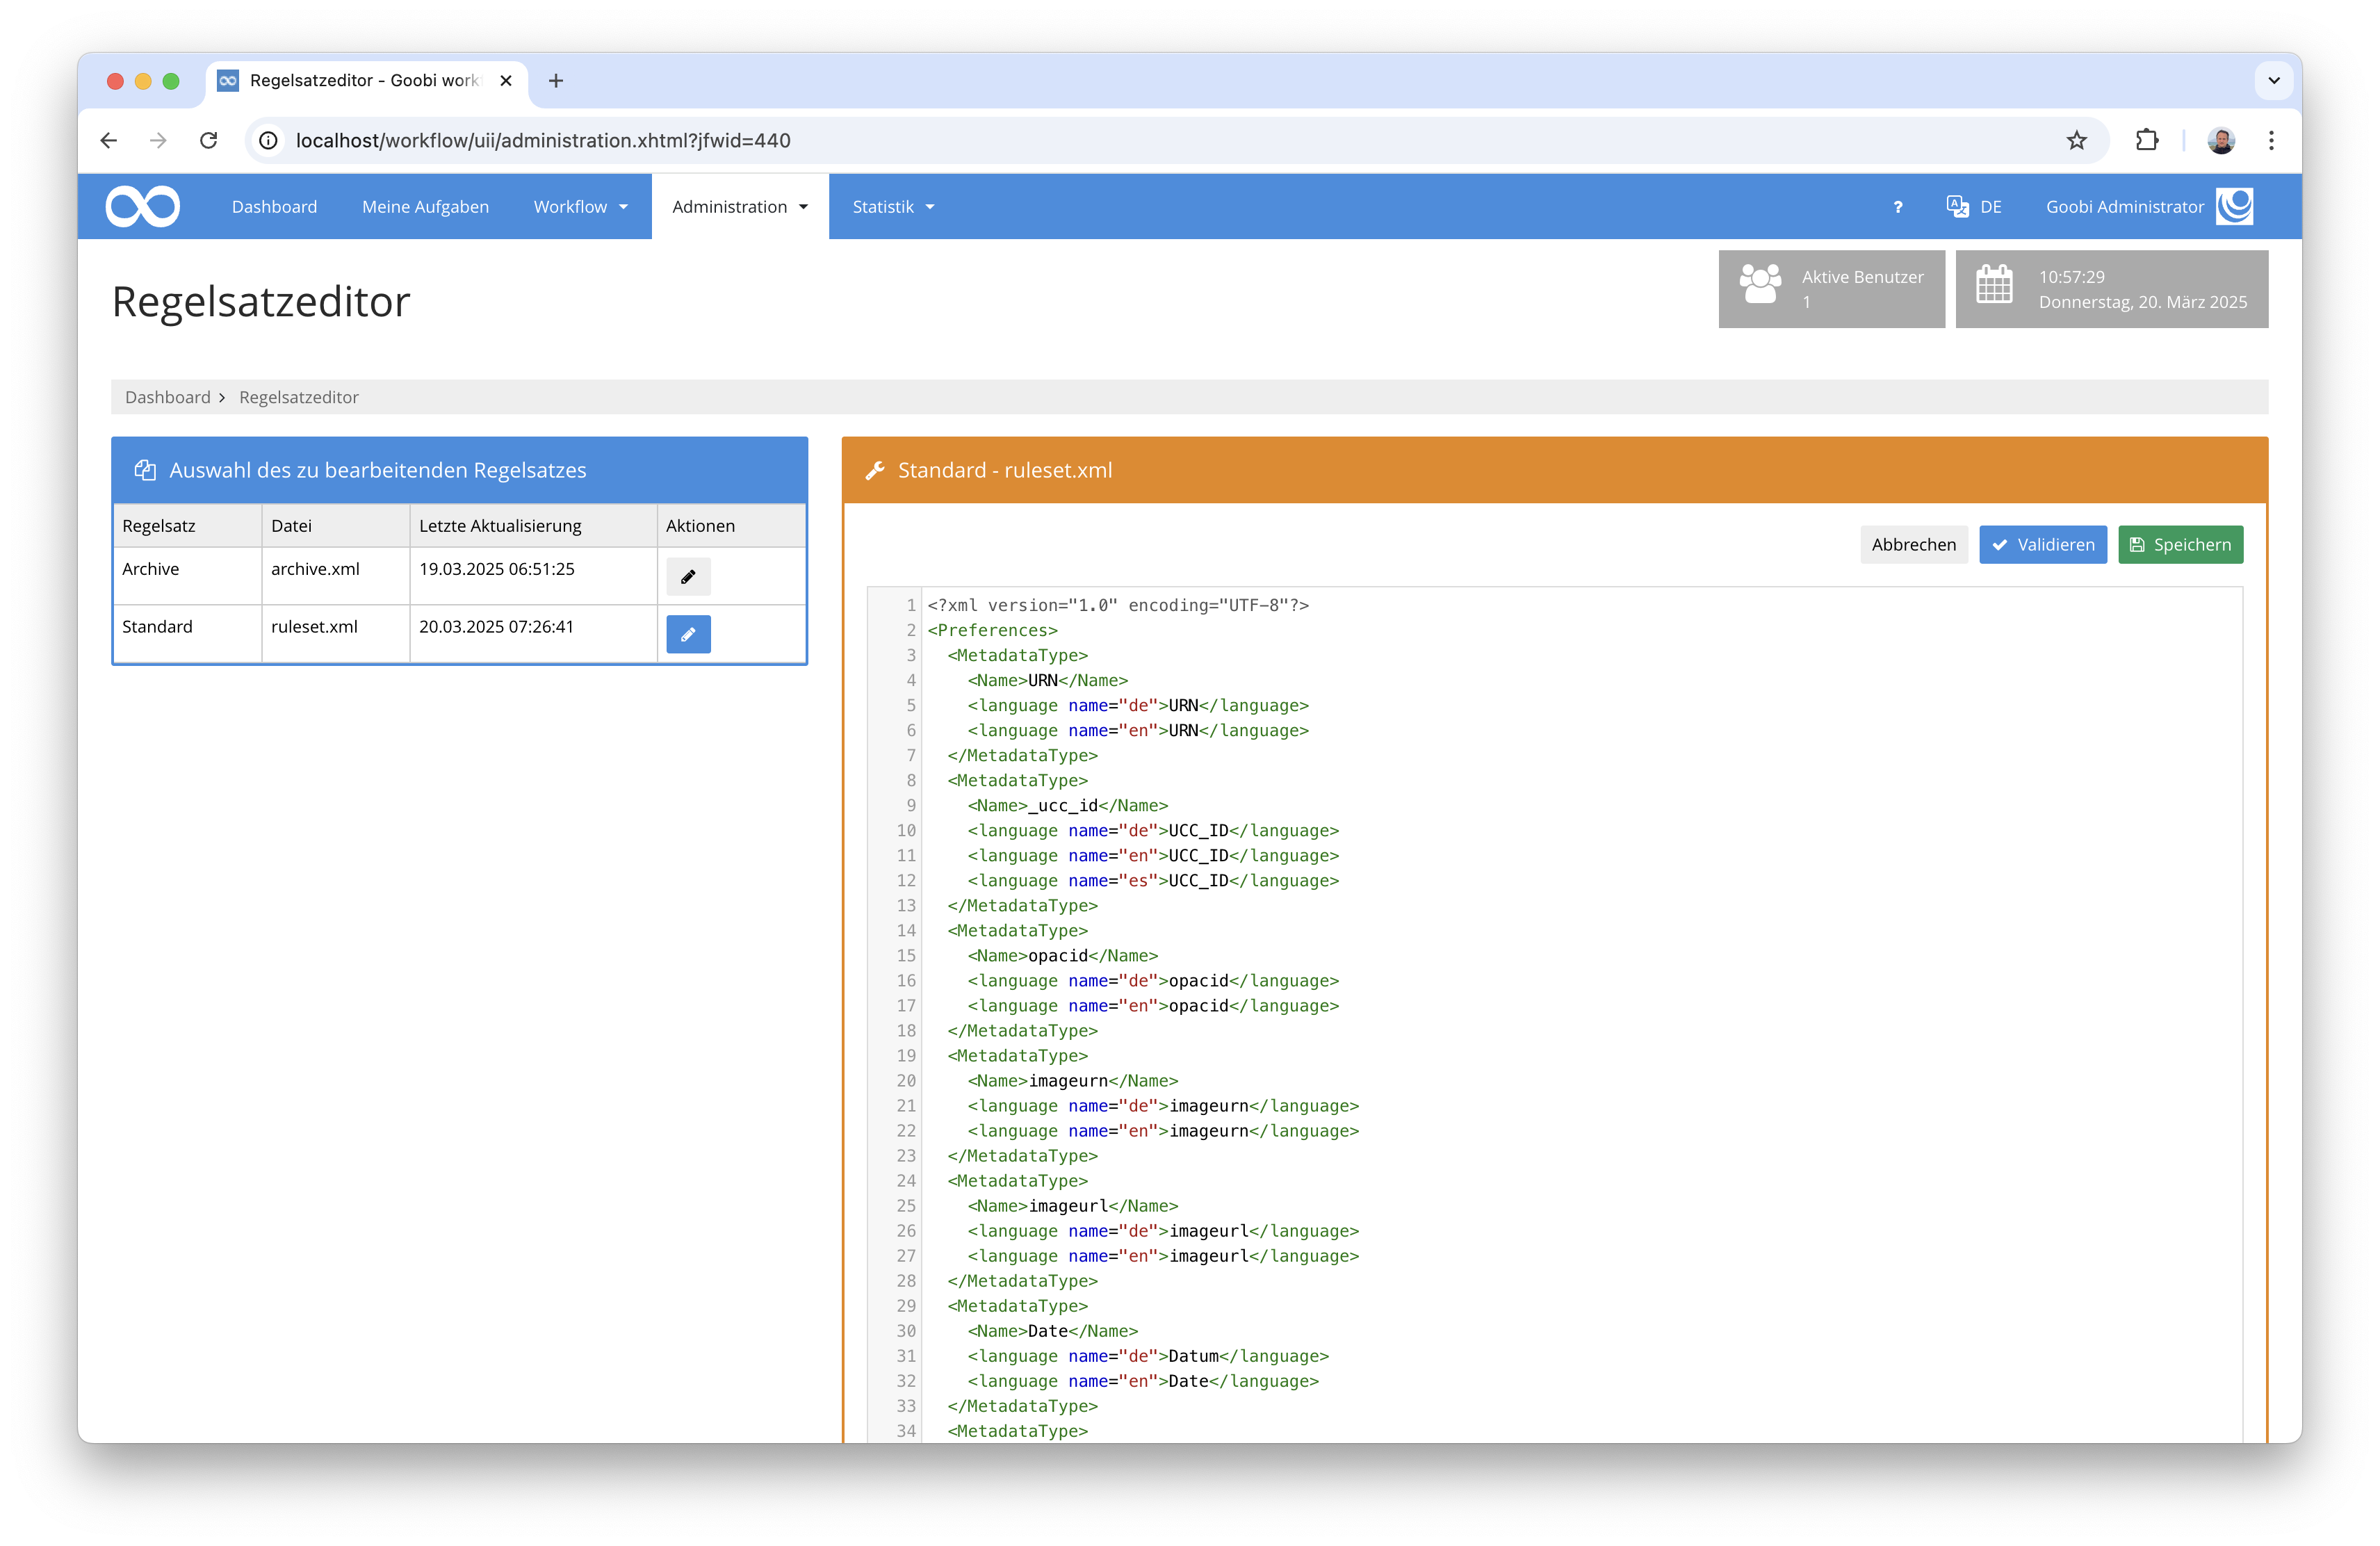 Regelsatzeditor - Goobi work
localhost/workflow/uii/administration.xhtml?jfwid=440
Dashboard Meine Aufgaben Workflow Administration Statistik ? DE Goobi Administrator
Regelsatzeditor
Aktive Benutzer
1
10:57:29
Donnerstag, 20. März 2025
Dashboard > Regelsatzeditor
Auswahl des zu bearbeitenden Regelsatzes
Regelsatz Datei Letzte Aktualisierung Aktionen
Archive archive.xml 19.03.2025 06:51:25
Standard ruleset.xml 20.03.2025 07:26:41
Standard - ruleset.xml
Abbrechen Validieren Speichern
1 <?xml version="1.0" encoding="UTF-8"?>
2 <Preferences>
3 <MetadataType>
4 <Name>URN</Name>
5 <language name="de">URN</language>
6 <language name="en">URN</language>
7 </MetadataType>
8 <MetadataType>
9 <Name>_ucc_id</Name>
10 <language name="de">UCC_ID</language>
11 <language name="en">UCC_ID</language>
12 <language name="es">UCC_ID</language>
13 </MetadataType>
14 <MetadataType>
15 <Name>opacid</Name>
16 <language name="de">opacid</language>
17 <language name="en">opacid</language>
18 </MetadataType>
19 <MetadataType>
20 <Name>imageurn</Name>
21 <language name="de">imageurn</language>
22 <language name="en">imageurn</language>
23 </MetadataType>
24 <MetadataType>
25 <Name>imageurl</Name>
26 <language name="de">imageurl</language>
27 <language name="en">imageurl</language>
28 </MetadataType>
29 <MetadataType>
30 <Name>Date</Name>
31 <language name="de">Datum</language>
32 <language name="en">Date</language>
33 </MetadataType>
34 <MetadataType>